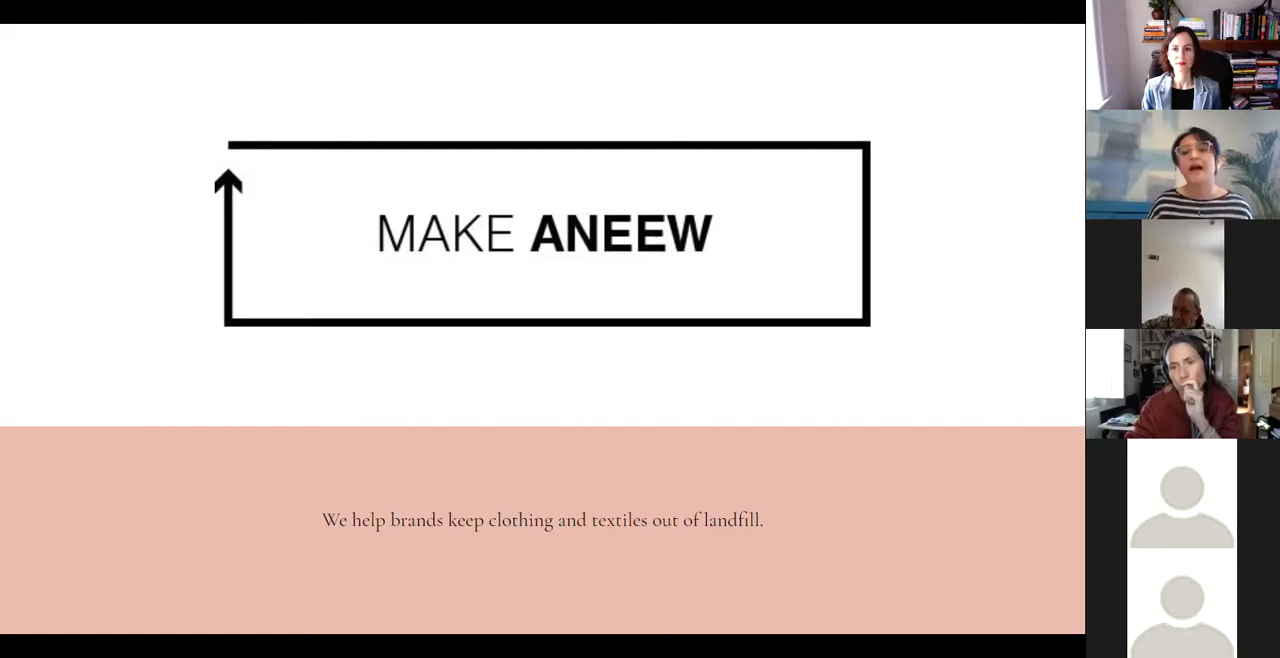 MAKE ANEEW
We help brands keep clothing and textiles out of landfill.